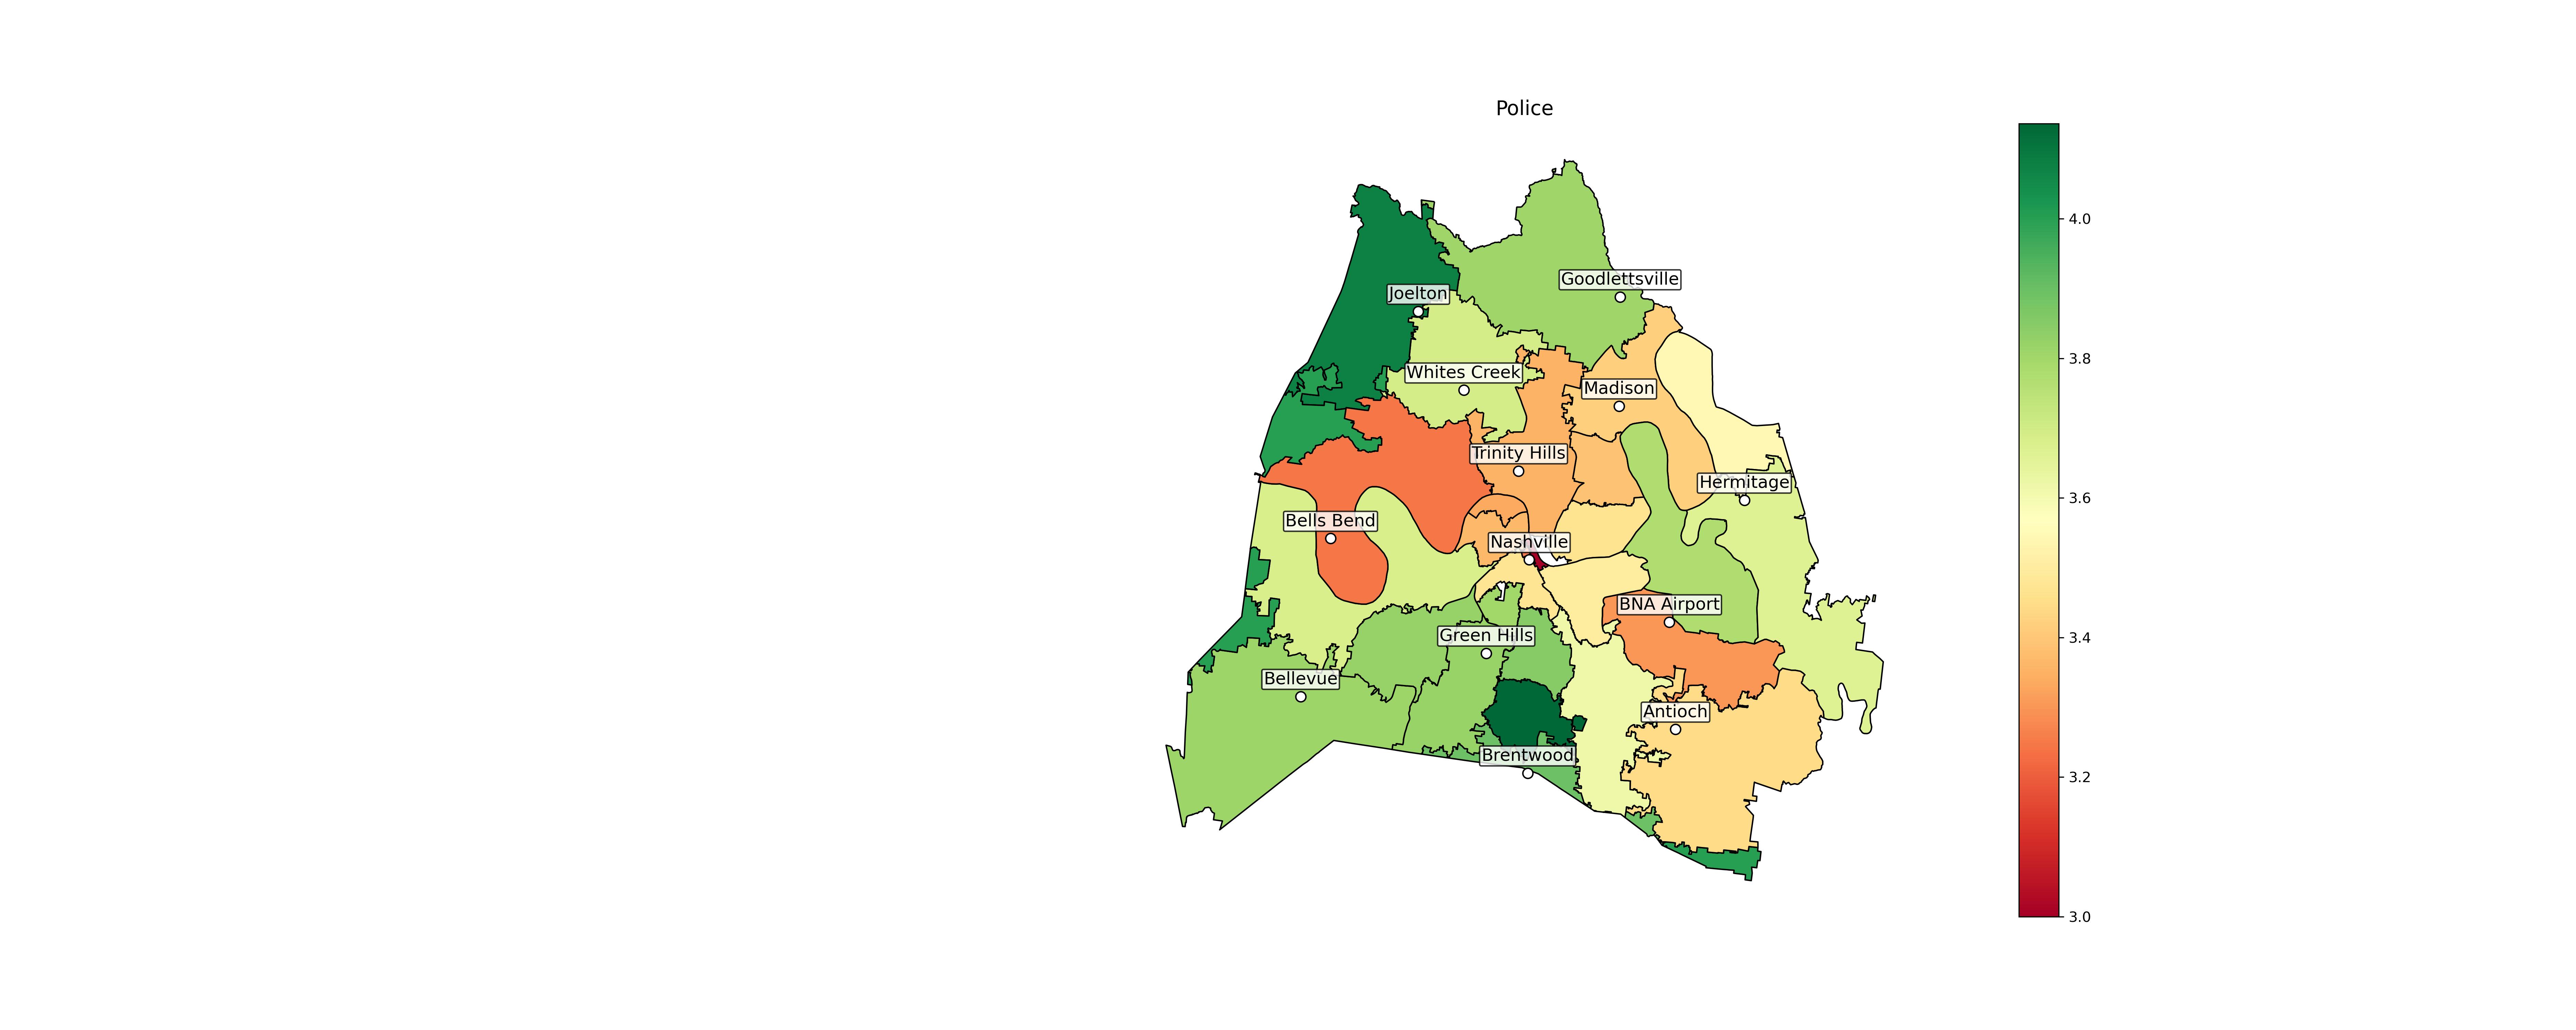 Police
Goodlettsville
Joelton
Whites Creek
Madison
Trinity Hills
Hermitage
Bells Bend
Nashville
BNA Airport
Green Hills
Bellevue
Antioch
Brentwood
4.0
3.8
3.6
3.4
3.2
3.0